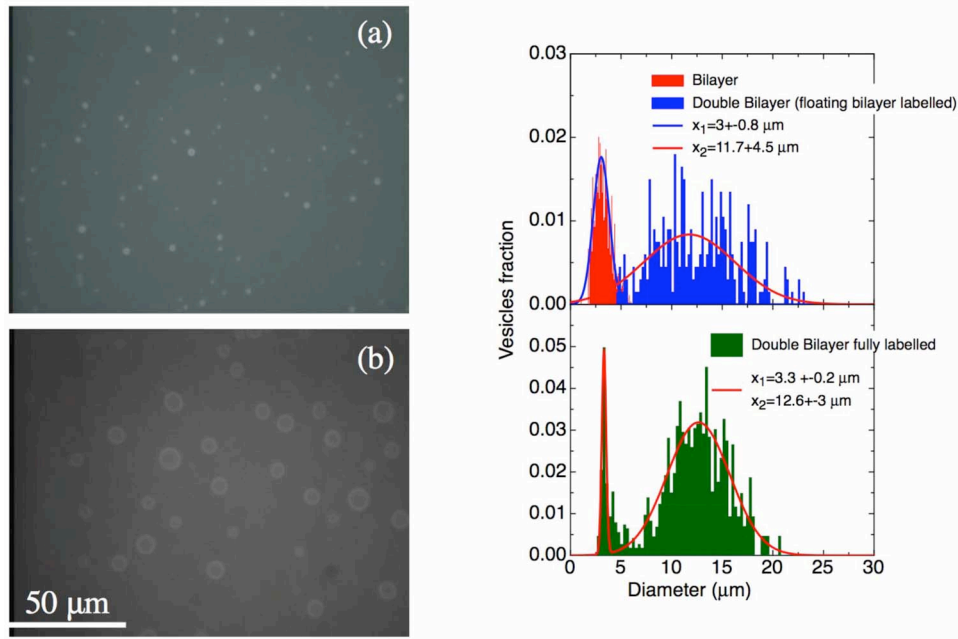 (a)
(b)
50 μm
0.03
0.02
0.01
0.00
Bilayer
Double Bilayer (floating bilayer labelled)
x1=3+-0.8 μm
x2=11.7+4.5 μm
Vesicles fraction
0.05
0.04
0.03
0.02
0.01
0.00
Double Bilayer fully labelled
x1=3.3 +-0.2 μm
x2=12.6+-3 μm
0 5 10 15 20 25 30
Diameter (μm)